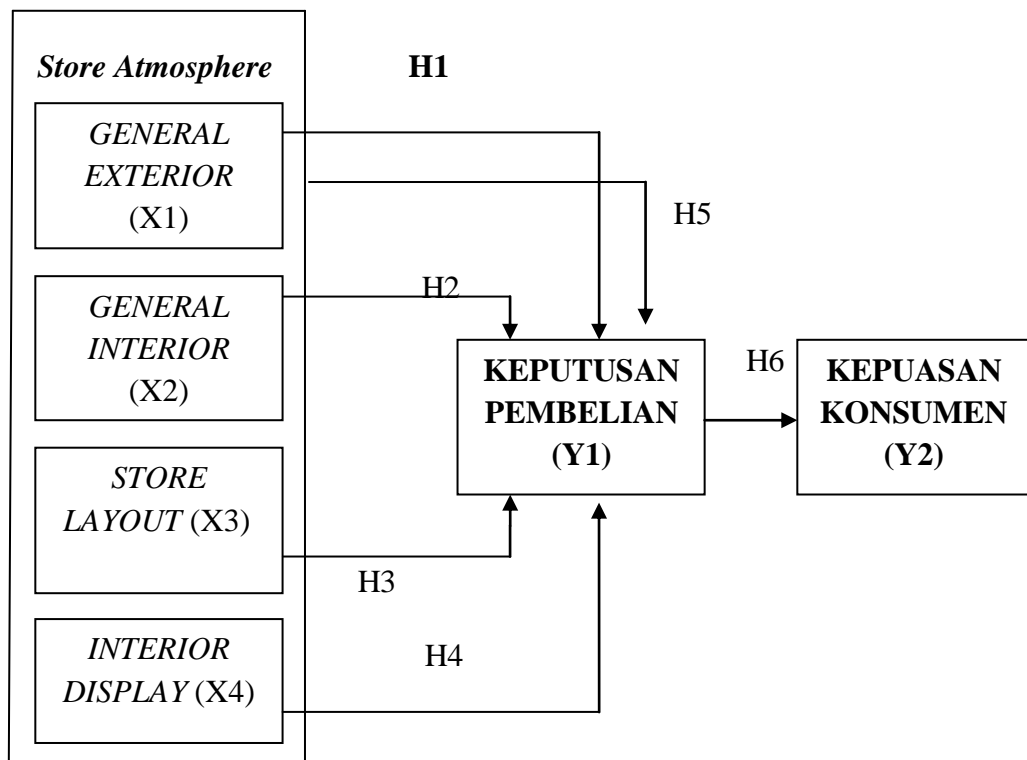 Store Atmosphere
H1
GENERAL
EXTERIOR
(X1)
H5
GENERAL
INTERIOR
(X2)
H2
KEPUTUSAN
PEMBELIAN
(Y1)
H6
KEPUASAN
KONSUMEN
(Y2)
STORE
LAYOUT (X3)
H3
INTERIOR
DISPLAY (X4)
H4